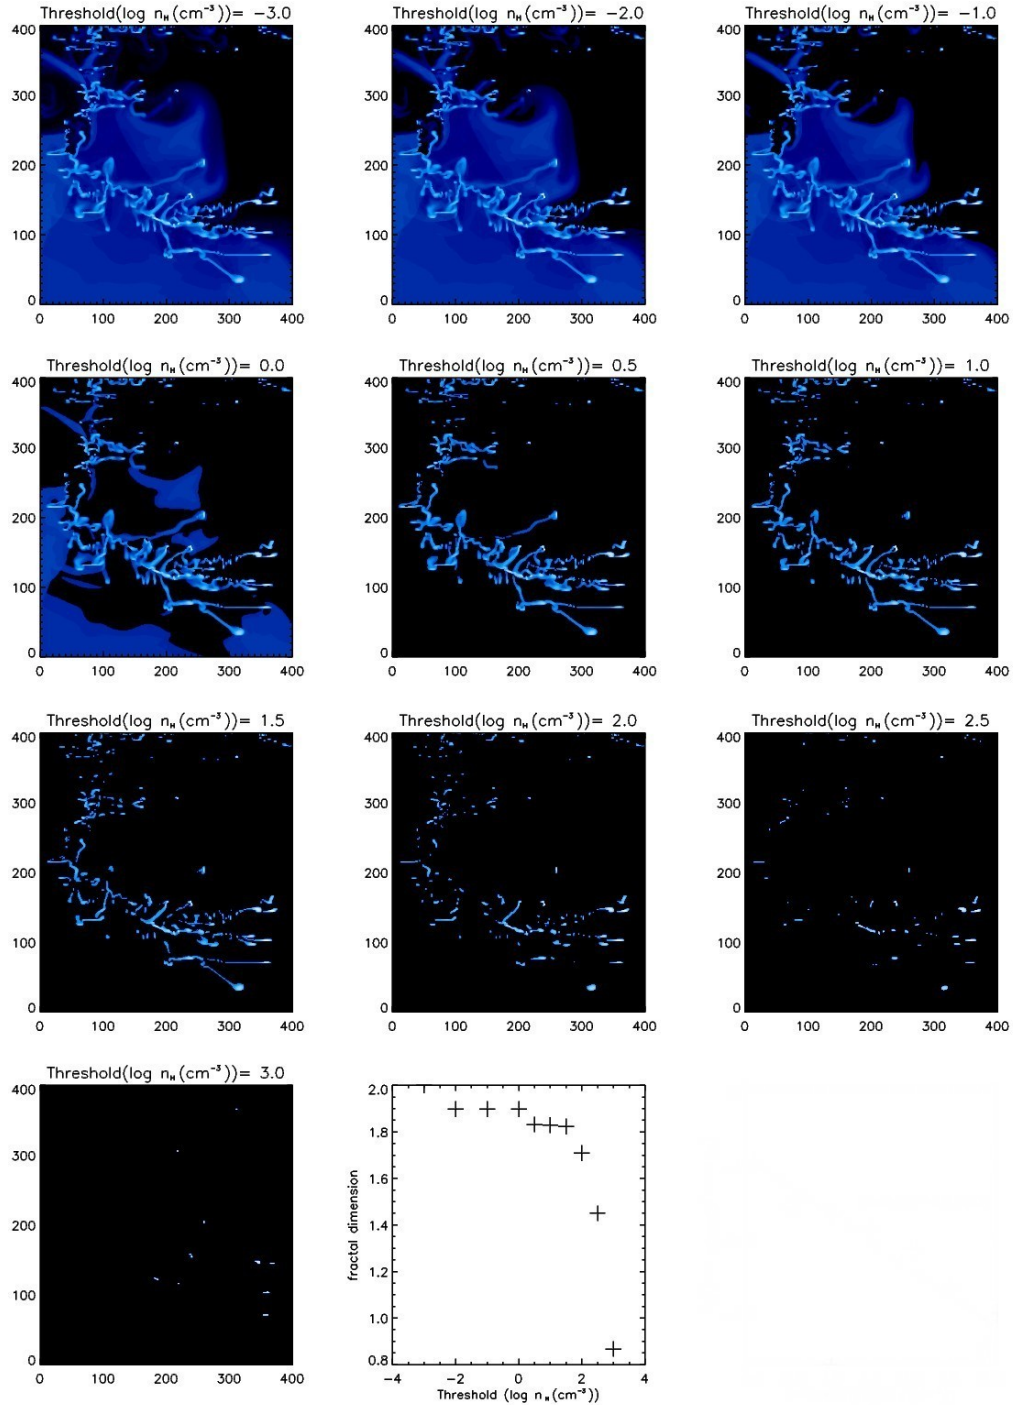 Threshold(log n_H(cm⁻³))= −3.0
Threshold(log n_H(cm⁻³))= −2.0
Threshold(log n_H(cm⁻³))= −1.0
400
300
200
100
0
0 100 200 300 400
400
300
200
100
0
0 100 200 300 400
400
300
200
100
0
0 100 200 300 400
Threshold(log n_H(cm⁻³))= 0.0
Threshold(log n_H(cm⁻³))= 0.5
Threshold(log n_H(cm⁻³))= 1.0
400
300
200
100
0
0 100 200 300 400
400
300
200
100
0
0 100 200 300 400
400
300
200
100
0
0 100 200 300 400
Threshold(log n_H(cm⁻³))= 1.5
Threshold(log n_H(cm⁻³))= 2.0
Threshold(log n_H(cm⁻³))= 2.5
400
300
200
100
0
0 100 200 300 400
400
300
200
100
0
0 100 200 300 400
400
300
200
100
0
0 100 200 300 400
Threshold(log n_H(cm⁻³))= 3.0
400
300
200
100
0
0 100 200 300 400
fractal dimension
2.0
1.8
1.6
1.4
1.2
1.0
0.8
−4 −2 0 2 4
Threshold (log n_H(cm⁻³))